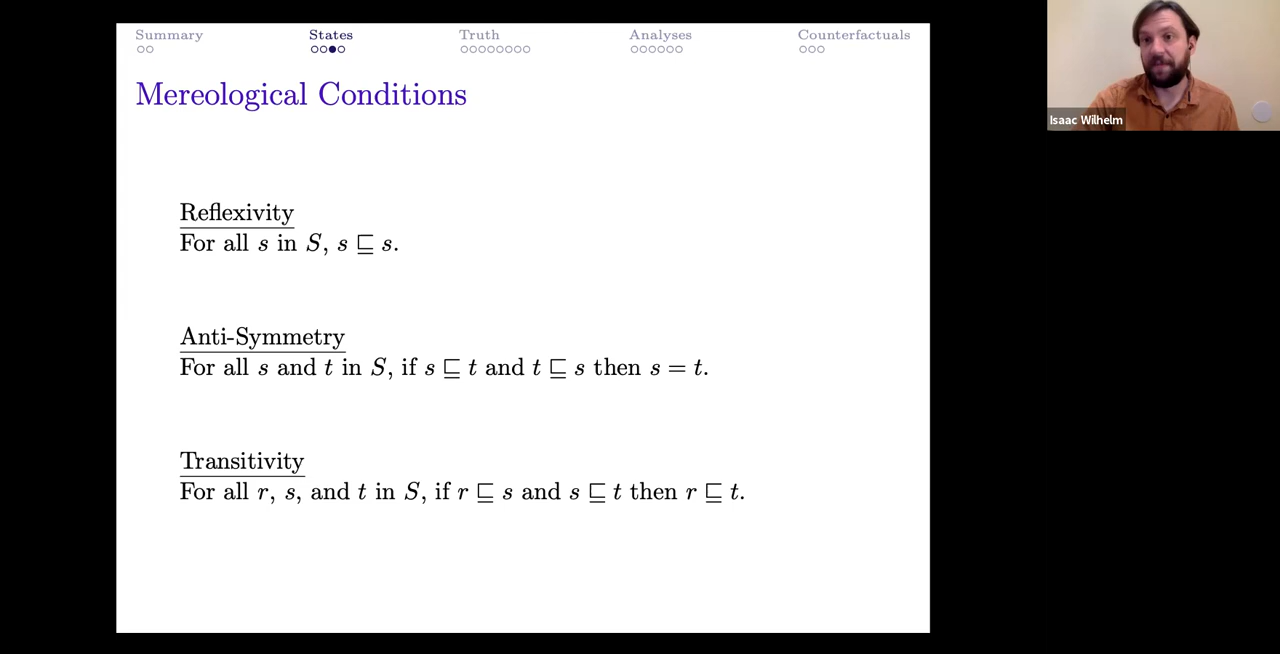 Summary States Truth Analyses Counterfactuals
Mereological Conditions
Reflexivity
For all s in S, s ⊑ s.
Anti-Symmetry
For all s and t in S, if s ⊑ t and t ⊑ s then s = t.
Transitivity
For all r, s, and t in S, if r ⊑ s and s ⊑ t then r ⊑ t.
Isaac Wilhelm